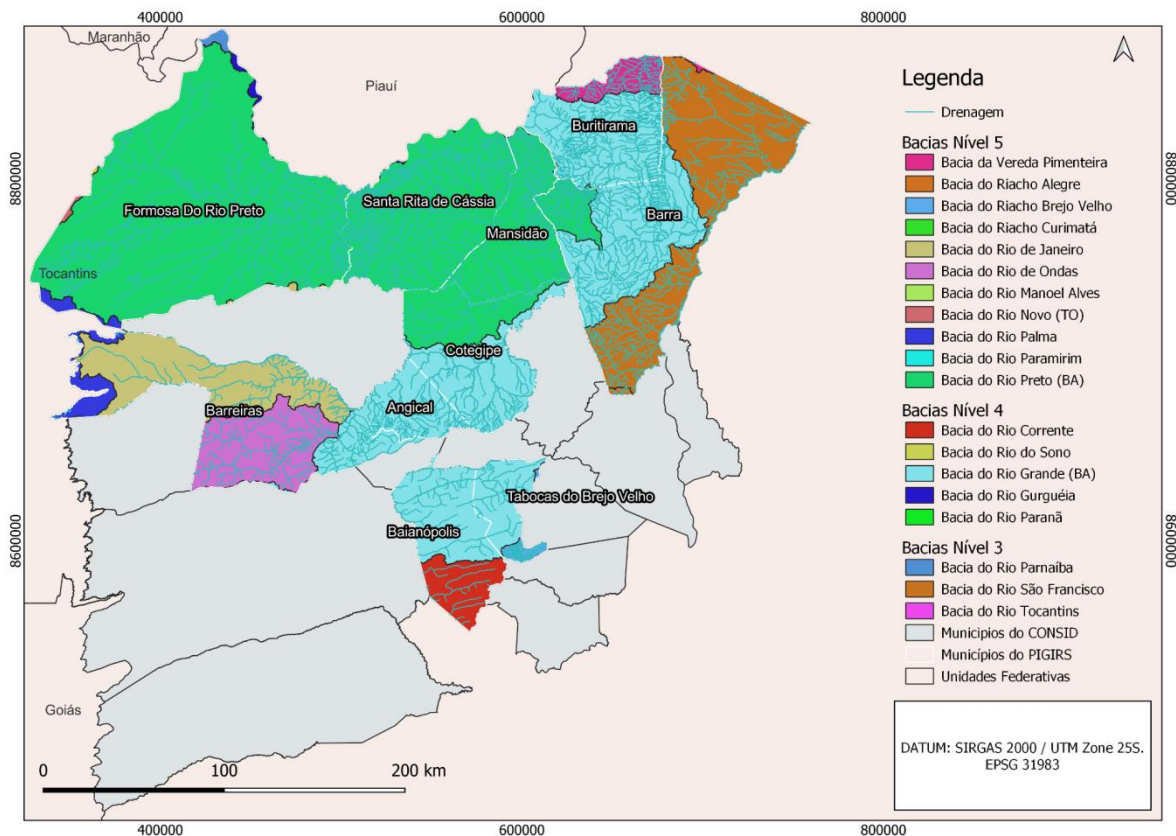 400000
600000
800000
Maranhão
Piauí
Buritirama
Formosa Do Rio Preto
Santa Rita de Cássia
Mansidão
Barra
Tocantins
Cotegipe
Barreiras
Angical
Tabocas do Brejo Velho
Baianópolis
Goiás
8800000
8600000
8800000
8600000
0
100
200 km
400000
600000
800000
Legenda
Drenagem
Bacias Nível 5
Bacia da Vereda Pimenteira
Bacia do Riacho Alegre
Bacia do Riacho Brejo Velho
Bacia do Riacho Curimatá
Bacia do Rio de Janeiro
Bacia do Rio de Ondas
Bacia do Rio Manoel Alves
Bacia do Rio Novo (TO)
Bacia do Rio Palma
Bacia do Rio Paramirim
Bacia do Rio Preto (BA)
Bacias Nível 4
Bacia do Rio Corrente
Bacia do Rio do Sono
Bacia do Rio Grande (BA)
Bacia do Rio Gurguéia
Bacia do Rio Paranã
Bacias Nível 3
Bacia do Rio Parnaíba
Bacia do Rio São Francisco
Bacia do Rio Tocantins
Municipios do CONSID
Municípios do PIGIRS
Unidades Federativas
DATUM: SIRGAS 2000 / UTM Zone 25S.
EPSG 31983